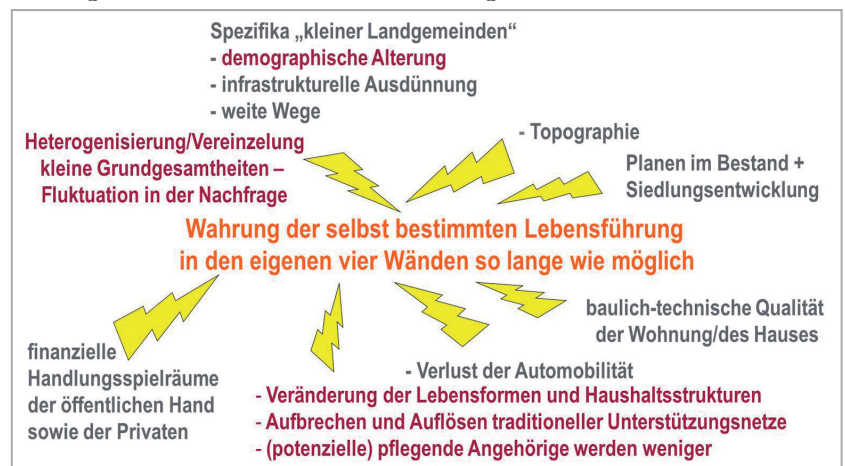 Spezifika „kleiner Landgemeinden“
- demographische Alterung
- infrastrukturelle Ausdünnung
- weite Wege
Heterogenisierung/Vereinzelung
kleine Grundgesamtheiten –
Fluktuation in der Nachfrage
- Topographie
Planen im Bestand +
Siedlungsentwicklung
Wahrung der selbst bestimmten Lebensführung
in den eigenen vier Wänden so lange wie möglich
finanzielle
Handlungsspielräume
der öffentlichen Hand
sowie der Privaten
baulich-technische Qualität
der Wohnung/des Hauses
- Verlust der Automobilität
- Veränderung der Lebensformen und Haushaltsstrukturen
- Aufbrechen und Auflösen traditioneller Unterstützungsnetze
- (potenzielle) pflegende Angehörige werden weniger